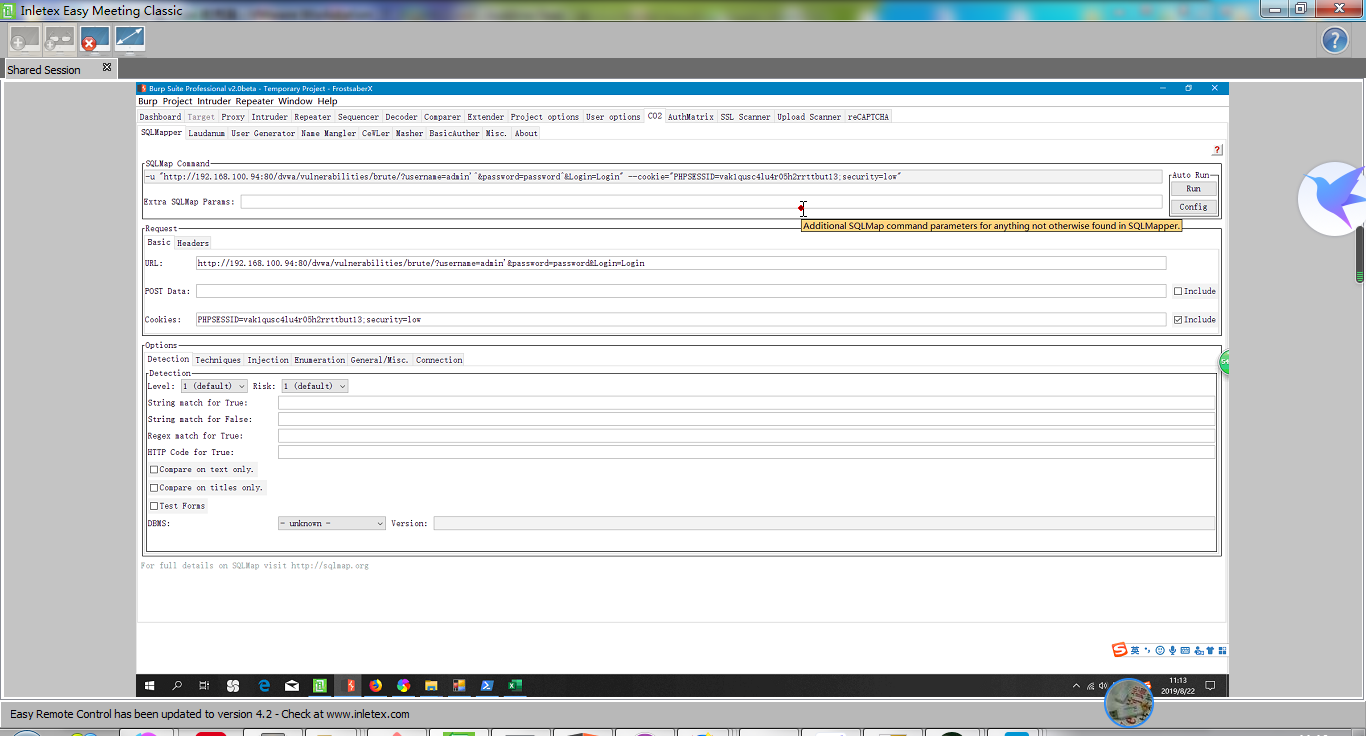 Inletex Easy Meeting Classic
Shared Session
Burp Suite Professional v2.0beta - Temporary Project - FrostsaberX
Burp Project Intruder Repeater Window Help
Dashboard Target Proxy Intruder Repeater Sequencer Decoder Comparer Extender Project options User options CO2 AuthMatrix SSL Scanner Upload Scanner reCAPTCHA
SQLMapper Laudanum User Generator Name Mangler CeWLer Masher BasicAuther Misc. About
?
SQLMap Command
-u "http://192.168.100.94:80/dvwa/vulnerabilities/brute/?username=admin'`&password=password`&Login=Login" --cookie="PHPSESSID=vak1qusc4lu4r05h2rrttbut13;security=low"
Auto Run
Run
Extra SQLMap Params:
Config
Additional SQLMap command parameters for anything not otherwise found in SQLMapper.
Request
Basic Headers
URL: http://192.168.100.94:80/dvwa/vulnerabilities/brute/?username=admin'&password=password&Login=Login
POST Data: Include
Cookies: PHPSESSID=vak1qusc4lu4r05h2rrttbut13;security=low Include
Options
Detection Techniques Injection Enumeration General/Misc. Connection
Detection
Level: 1 (default) Risk: 1 (default)
String match for True:
String match for False:
Regex match for True:
HTTP Code for True:
Compare on text only.
Compare on titles only.
Test Forms
DBMS: - unknown - Version:
For full details on SQLMap visit http://sqlmap.org
英
11:13
2019/8/22
Easy Remote Control has been updated to version 4.2 - Check at www.inletex.com